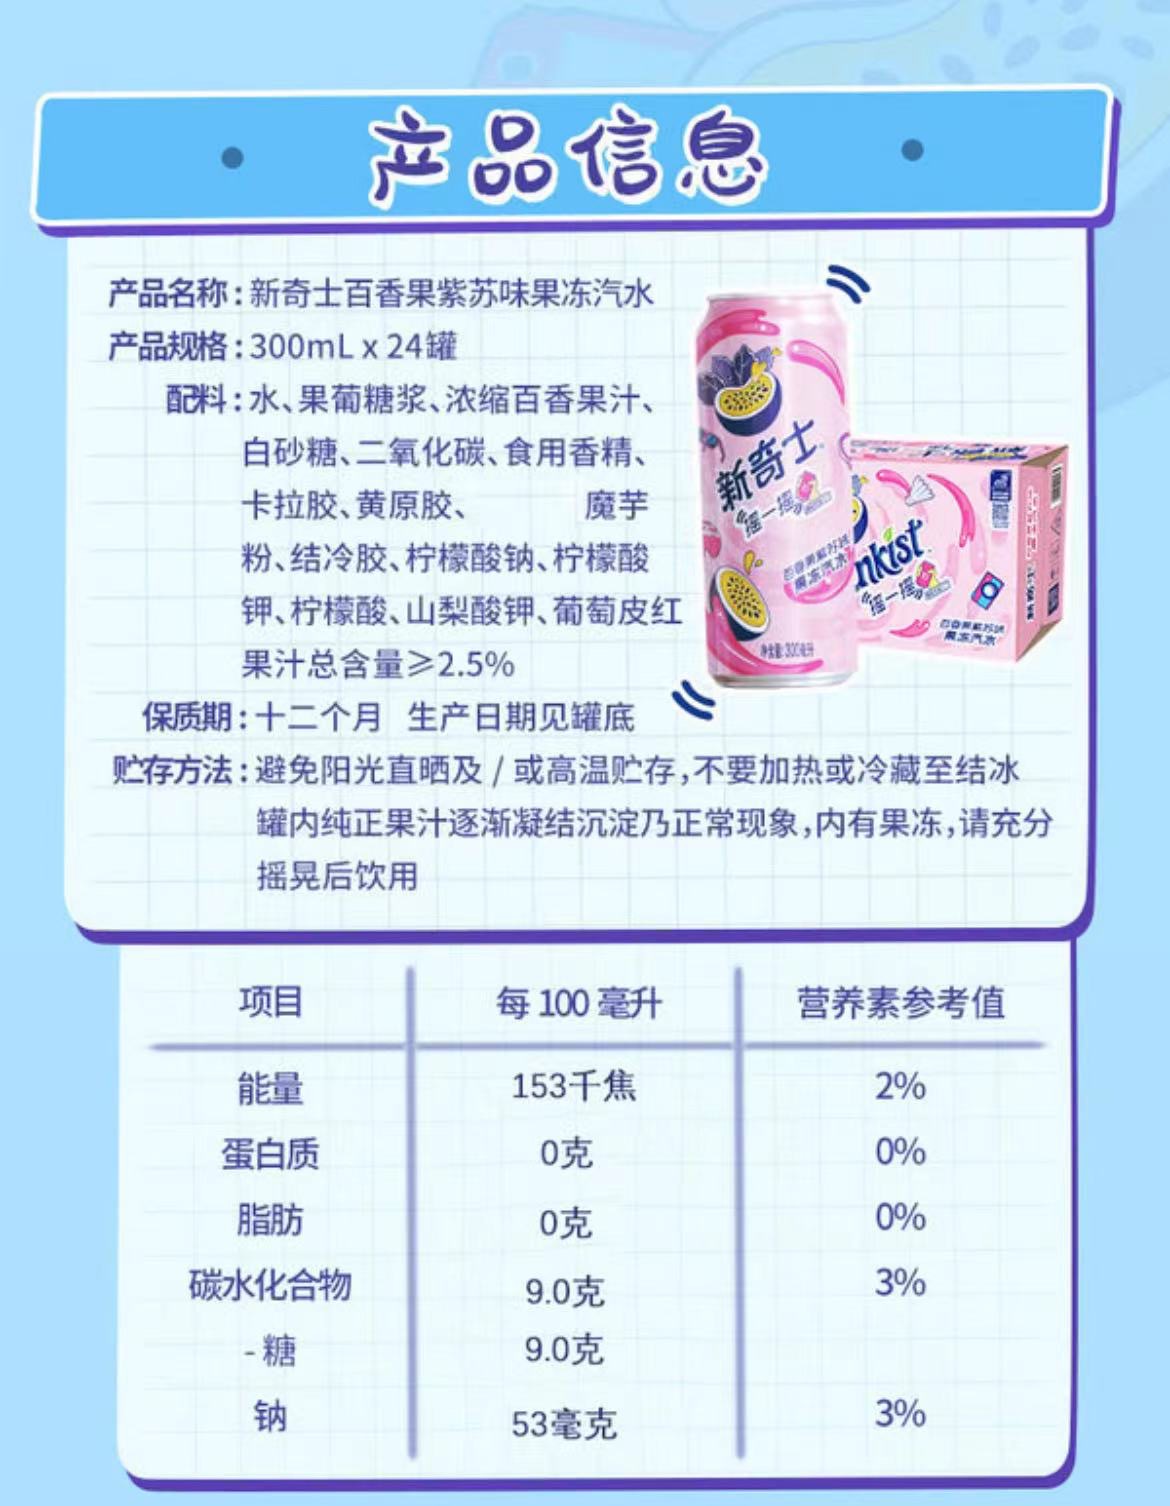 产品信息
产品名称：新奇士百香果紫苏味果冻汽水
产品规格：300mL x 24罐
配料：水、果葡糖浆、浓缩百香果汁、
白砂糖、二氧化碳、食用香精、
卡拉胶、黄原胶、 魔芋
粉、结冷胶、柠檬酸钠、柠檬酸
钾、柠檬酸、山梨酸钾、葡萄皮红
果汁总含量≥2.5%
保质期：十二个月 生产日期见罐底
贮存方法：避免阳光直晒及 / 或高温贮存，不要加热或冷藏至结冰
罐内纯正果汁逐渐凝结沉淀乃正常现象，内有果冻，请充分
摇晃后饮用
新奇士
摇一摇
百香果紫苏味
果冻汽水
净含量:300毫升
nkist
摇一摇
百香果紫苏味
果冻汽水
项目 每 100 毫升 营养素参考值
能量 153千焦 2%
蛋白质 0克 0%
脂肪 0克 0%
碳水化合物 9.0克 3%
- 糖 9.0克
钠 53毫克 3%